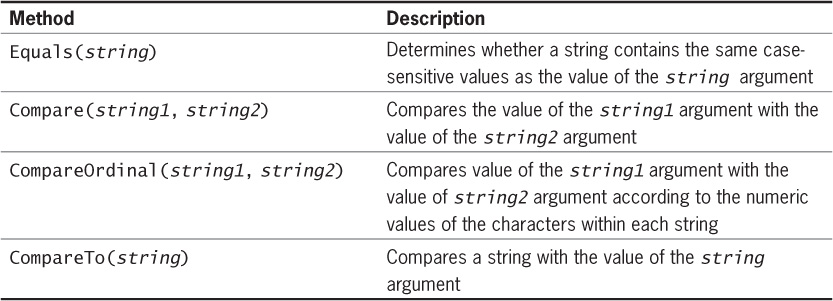 Method Description
Equals(string) Determines whether a string contains the same case-
sensitive values as the value of the string argument
Compare(string1, string2) Compares the value of the string1 argument with the
value of the string2 argument
CompareOrdinal(string1, string2) Compares value of the string1 argument with the
value of string2 argument according to the numeric
values of the characters within each string
CompareTo(string) Compares a string with the value of the string
argument